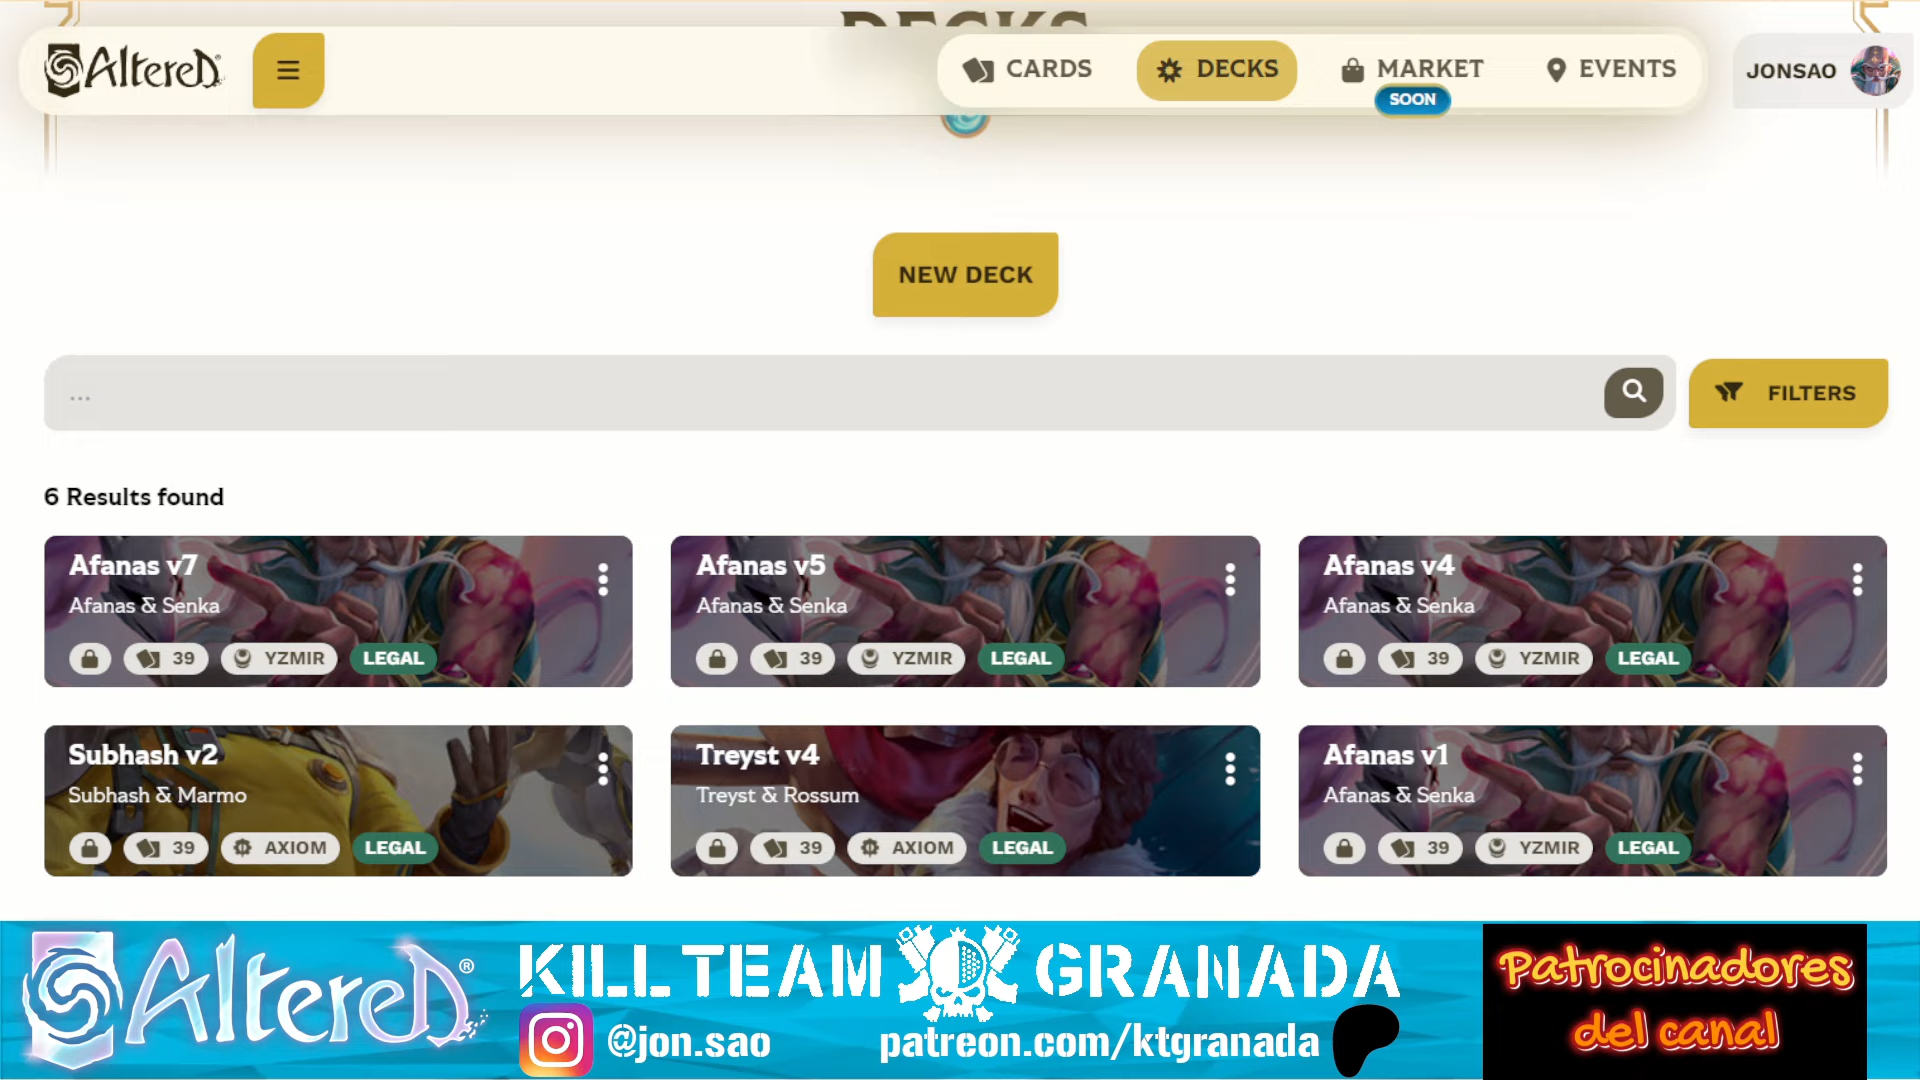 DECKS
Altered
CARDS
DECKS
MARKET
SOON
EVENTS
JONSAO
NEW DECK
...
FILTERS
6 Results found
Afanas v7
Afanas & Senka
39
YZMIR
LEGAL
Afanas v5
Afanas & Senka
39
YZMIR
LEGAL
Afanas v4
Afanas & Senka
39
YZMIR
LEGAL
Subhash v2
Subhash & Marmo
39
AXIOM
LEGAL
Treyst v4
Treyst & Rossum
39
AXIOM
LEGAL
Afanas v1
Afanas & Senka
39
YZMIR
LEGAL
Altered®
KILL TEAM GRANADA
@jon.sao
patreon.com/ktgranada
Patrocinadores
del canal